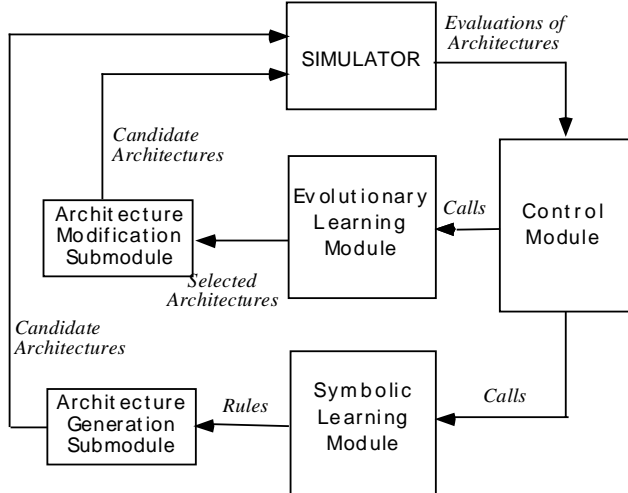 Evaluations of
Architectures
SIMULATOR
Candidate
Architectures
Evolutionary
Learning
Module
Calls
Control
Module
Architecture
Modification
Submodule
Selected
Architectures
Candidate
Architectures
Symbolic
Learning
Module
Calls
Architecture
Generation
Submodule
Rules